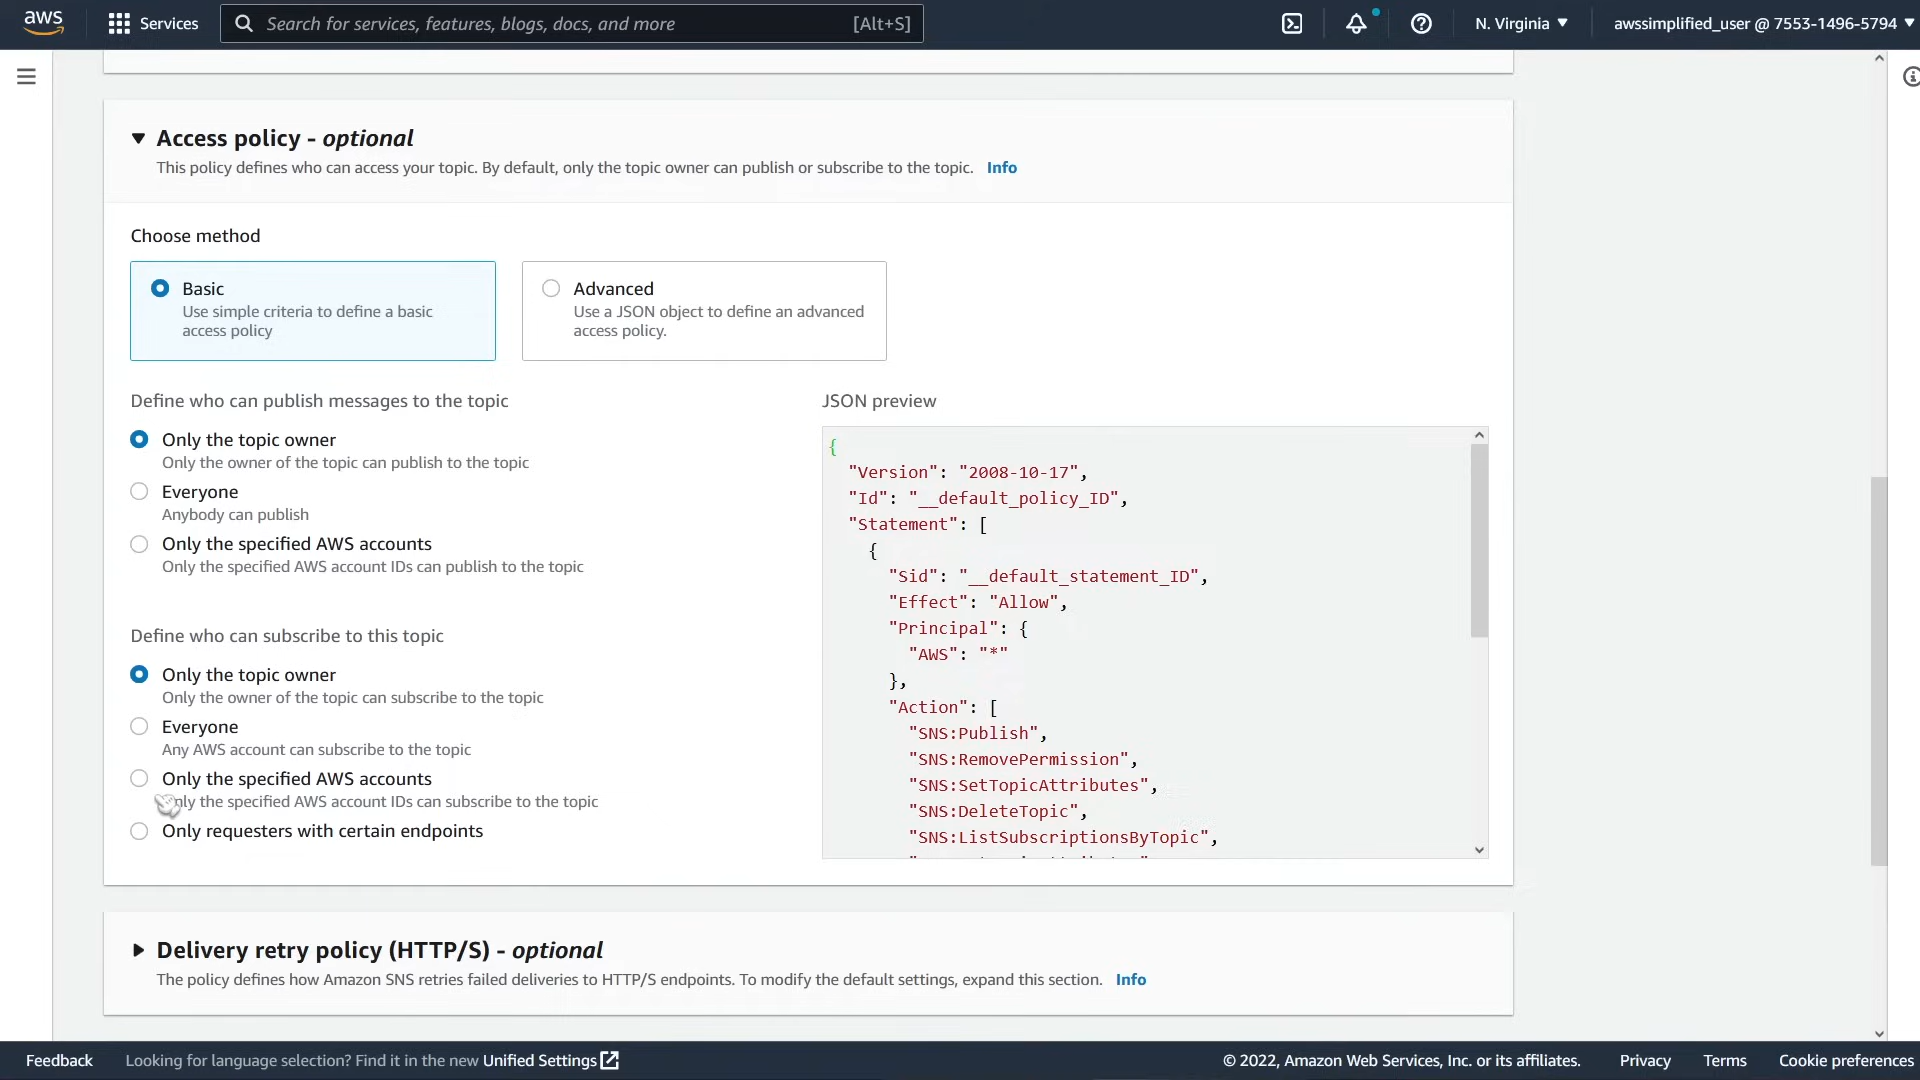 aws
Services
Search for services, features, blogs, docs, and more
[Alt+S]
N. Virginia
awssimplified_user @ 7553-1496-5794
Access policy - optional
This policy defines who can access your topic. By default, only the topic owner can publish or subscribe to the topic. Info
Choose method
Basic
Use simple criteria to define a basic
access policy
Advanced
Use a JSON object to define an advanced
access policy.
Define who can publish messages to the topic
Only the topic owner
Only the owner of the topic can publish to the topic
Everyone
Anybody can publish
Only the specified AWS accounts
Only the specified AWS account IDs can publish to the topic
Define who can subscribe to this topic
Only the topic owner
Only the owner of the topic can subscribe to the topic
Everyone
Any AWS account can subscribe to the topic
Only the specified AWS accounts
Only the specified AWS account IDs can subscribe to the topic
Only requesters with certain endpoints
JSON preview
{
"Version": "2008-10-17",
"Id": "__default_policy_ID",
"Statement": [
{
"Sid": "__default_statement_ID",
"Effect": "Allow",
"Principal": {
"AWS": "*"
},
"Action": [
"SNS:Publish",
"SNS:RemovePermission",
"SNS:SetTopicAttributes",
"SNS:DeleteTopic",
"SNS:ListSubscriptionsByTopic",
Delivery retry policy (HTTP/S) - optional
The policy defines how Amazon SNS retries failed deliveries to HTTP/S endpoints. To modify the default settings, expand this section. Info
Feedback
Looking for language selection? Find it in the new Unified Settings
© 2022, Amazon Web Services, Inc. or its affiliates.
Privacy
Terms
Cookie preferences